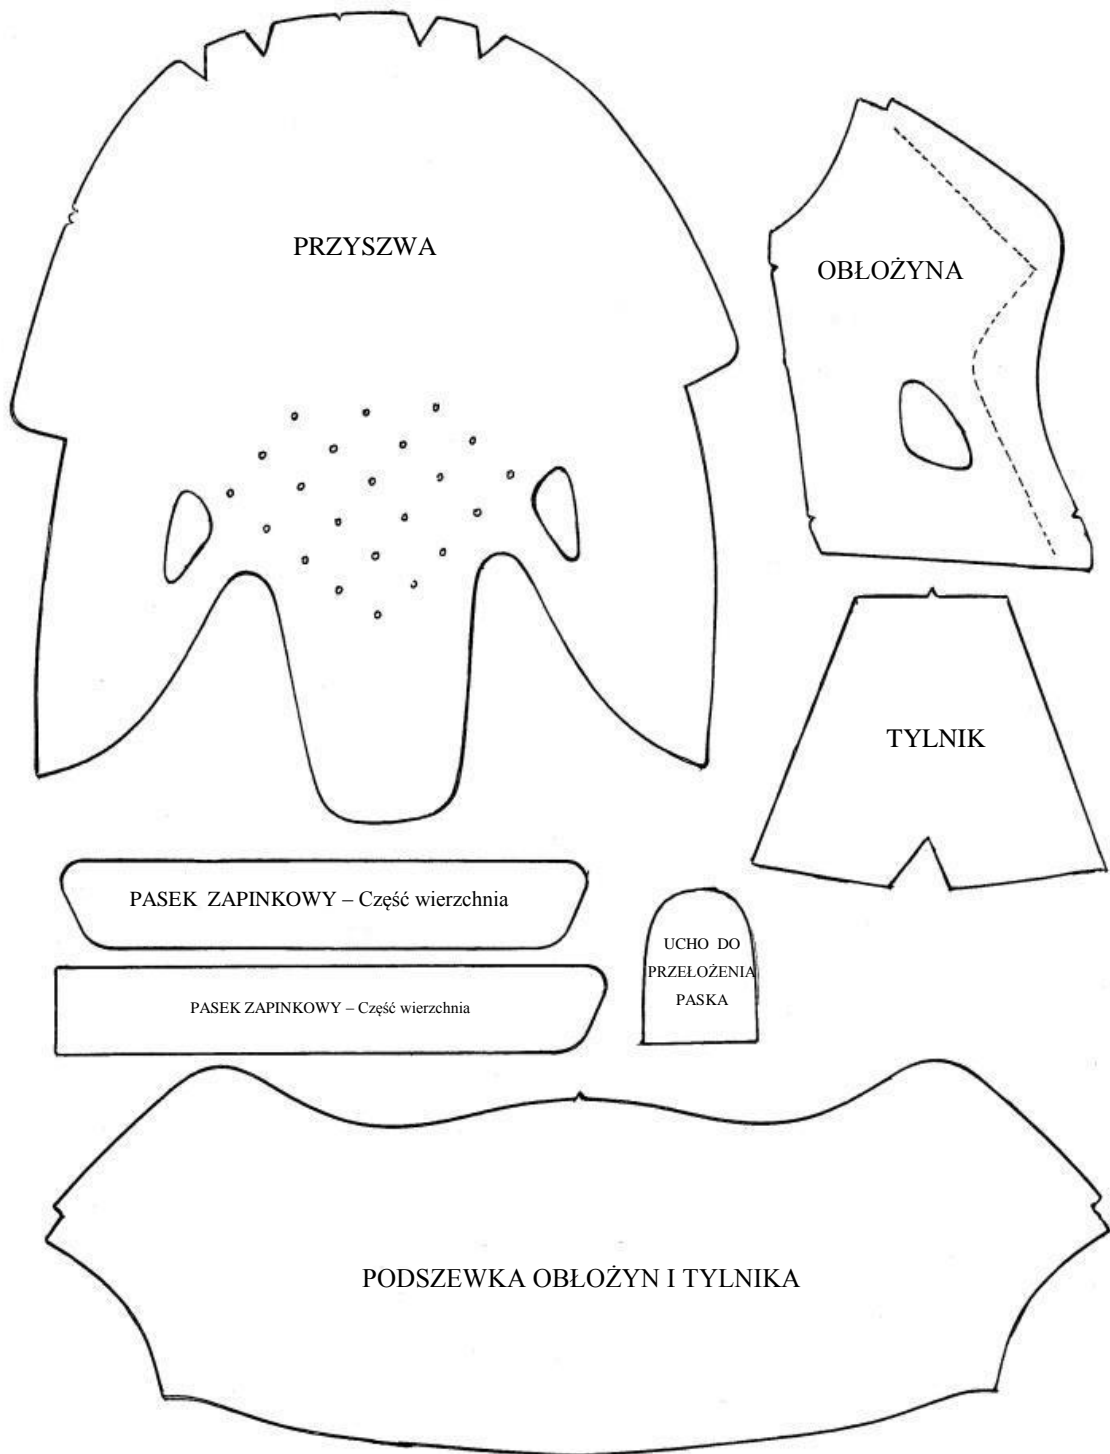 PRZYSZWA
OBŁOŻYNA
TYLNIK
PASEK ZAPINKOWY – Część wierzchnia
UCHO DO
PRZEŁOŻENIA
PASKA
PASEK ZAPINKOWY – Część wierzchnia
PODSZEWKA OBŁOŻYN I TYLNIKA